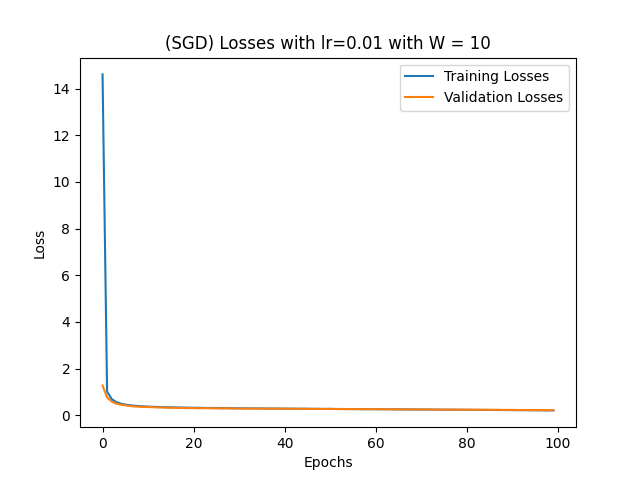 (SGD) Losses with lr=0.01 with W = 10
Training Losses
Validation Losses
14
12
10
8
6
4
2
0
Loss
0 20 40 60 80 100
Epochs